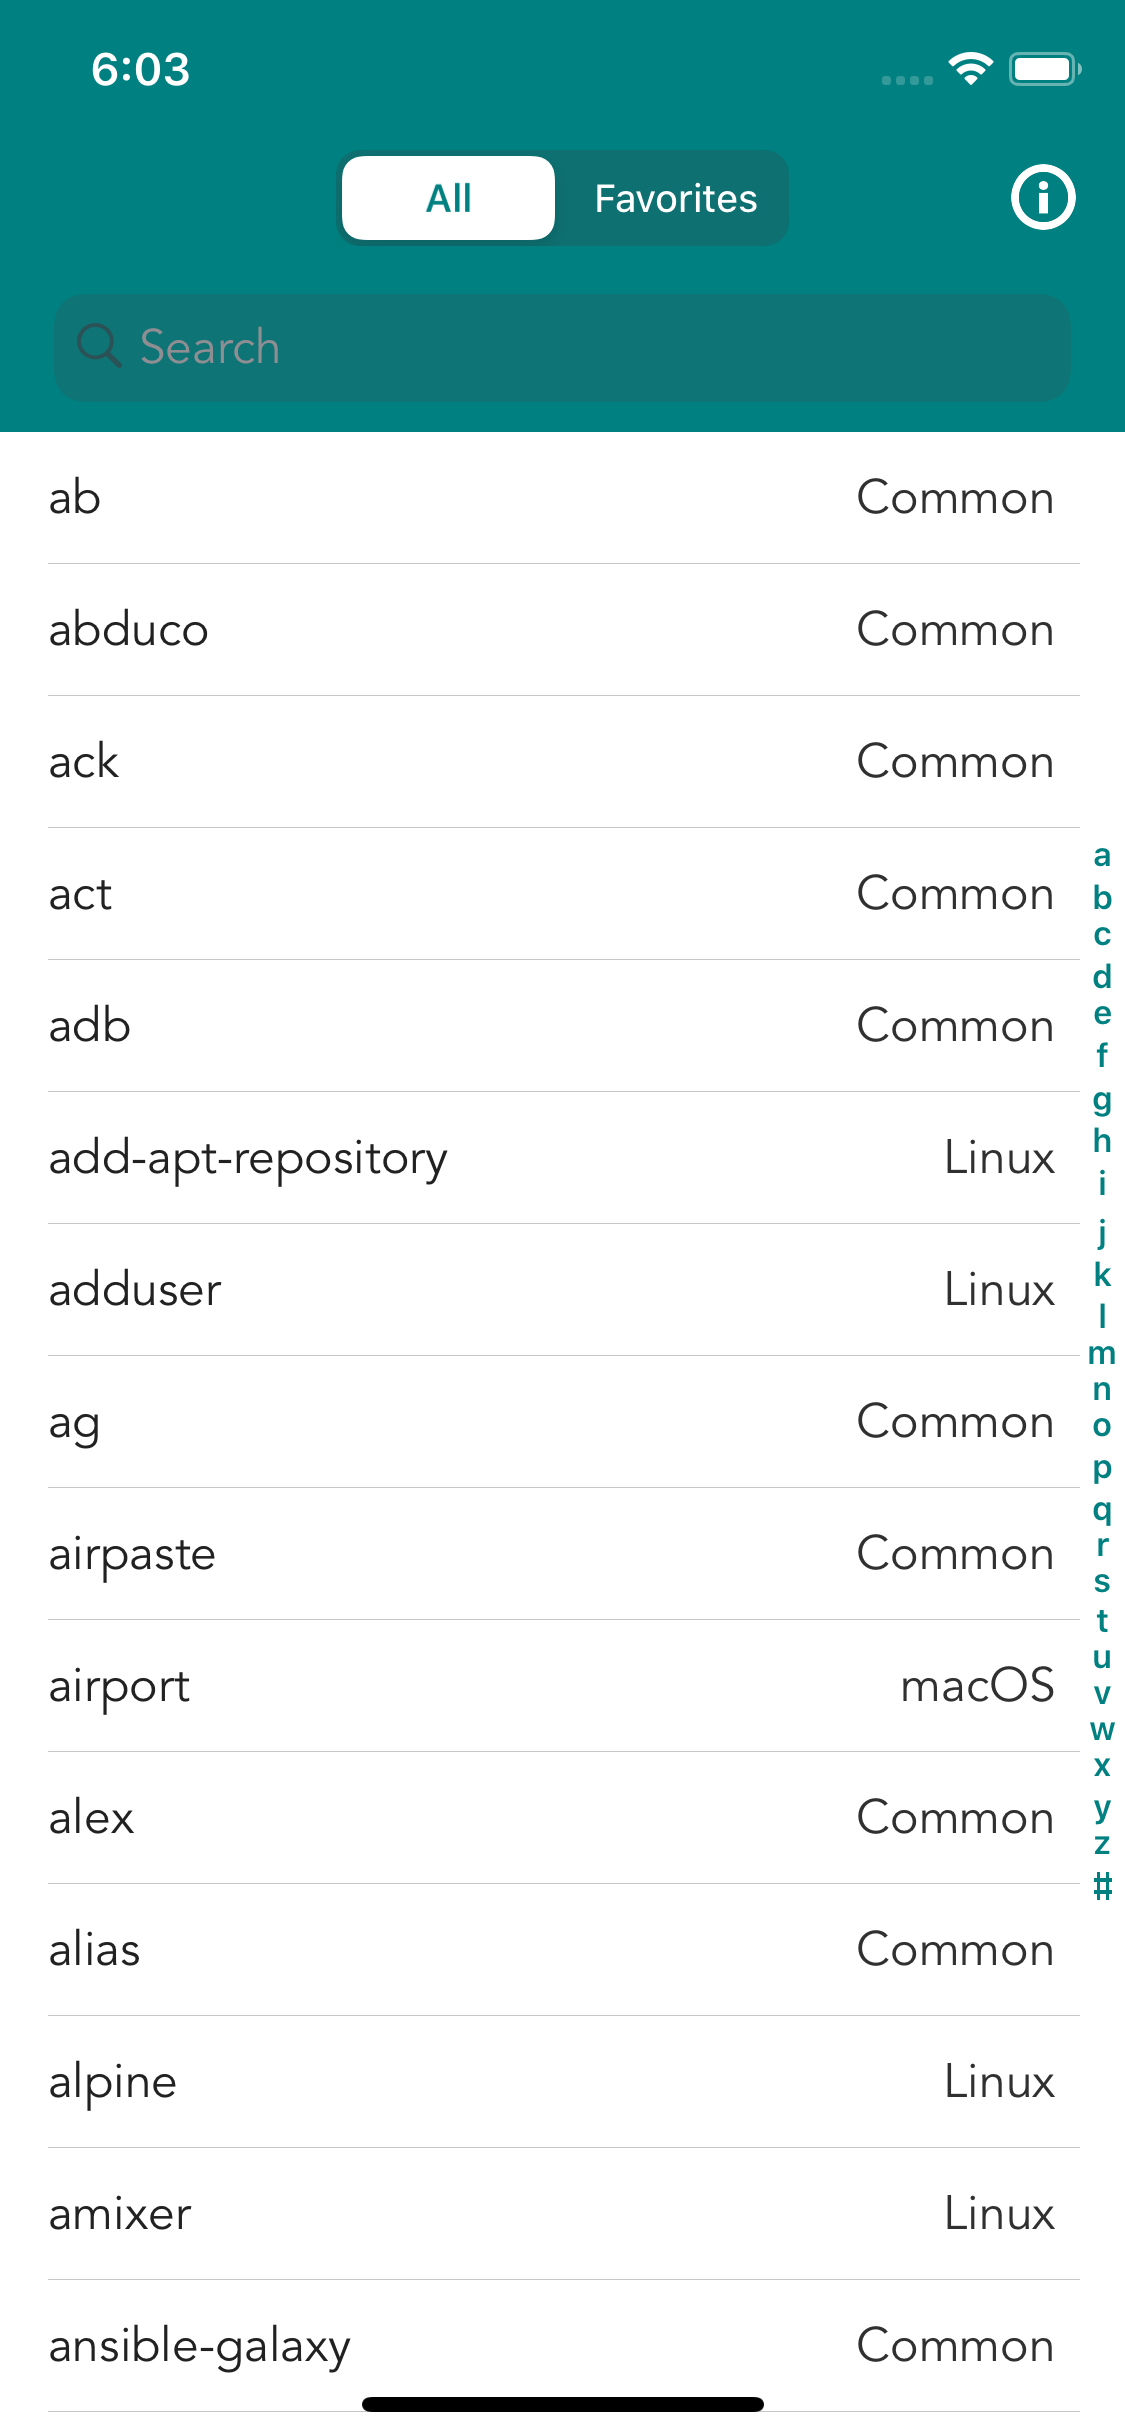 6:03
All Favorites
Search
ab Common
abduco Common
ack Common
act Common
adb Common
add-apt-repository Linux
adduser Linux
ag Common
airpaste Common
airport macOS
alex Common
alias Common
alpine Linux
amixer Linux
ansible-galaxy Common
a
b
c
d
e
f
g
h
i
j
k
l
m
n
o
p
q
r
s
t
u
v
w
x
y
z
#